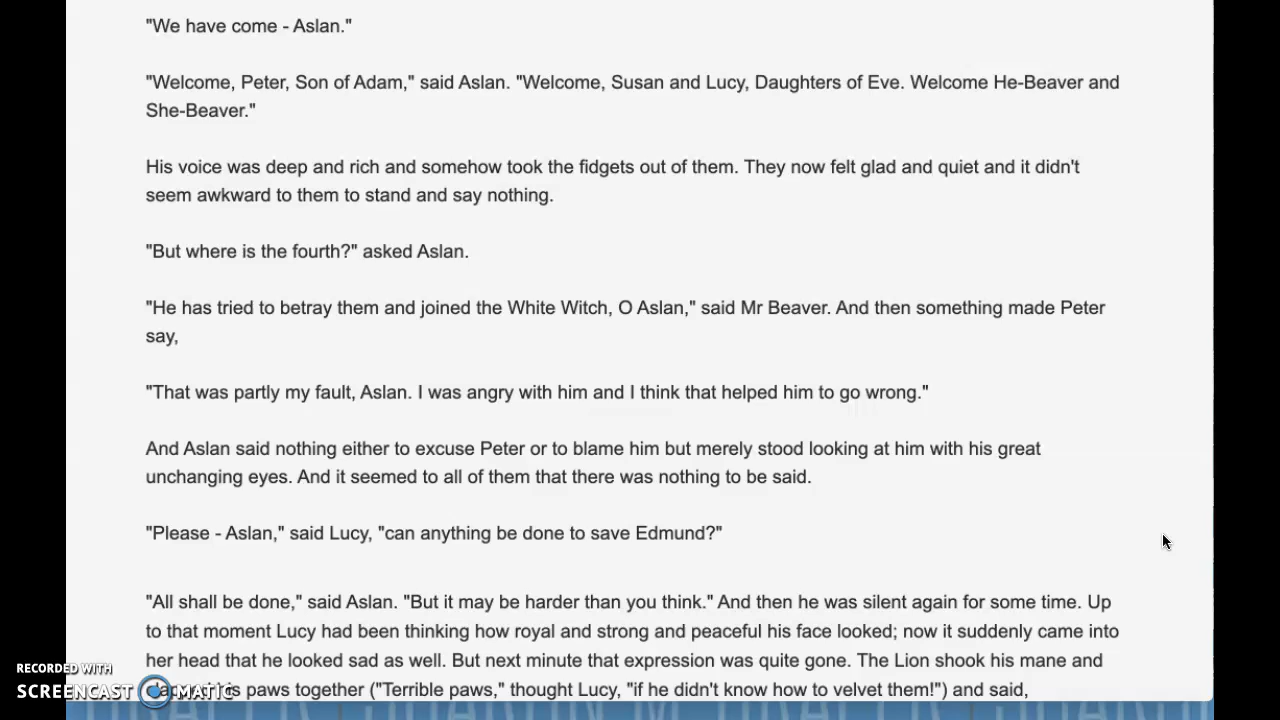 "We have come - Aslan."
"Welcome, Peter, Son of Adam," said Aslan. "Welcome, Susan and Lucy, Daughters of Eve. Welcome He-Beaver and
She-Beaver."
His voice was deep and rich and somehow took the fidgets out of them. They now felt glad and quiet and it didn't
seem awkward to them to stand and say nothing.
"But where is the fourth?" asked Aslan.
"He has tried to betray them and joined the White Witch, O Aslan," said Mr Beaver. And then something made Peter
say,
"That was partly my fault, Aslan. I was angry with him and I think that helped him to go wrong."
And Aslan said nothing either to excuse Peter or to blame him but merely stood looking at him with his great
unchanging eyes. And it seemed to all of them that there was nothing to be said.
"Please - Aslan," said Lucy, "can anything be done to save Edmund?"
"All shall be done," said Aslan. "But it may be harder than you think." And then he was silent again for some time. Up
to that moment Lucy had been thinking how royal and strong and peaceful his face looked; now it suddenly came into
her head that he looked sad as well. But next minute that expression was quite gone. The Lion shook his mane and
paws together ("Terrible paws," thought Lucy, "if he didn't know how to velvet them!") and said,
RECORDED WITH
SCREENCAST MATIC